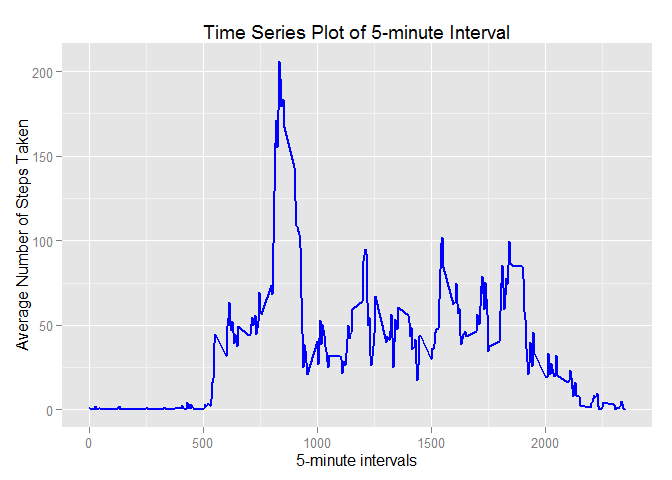 Time Series Plot of 5-minute Interval
Average Number of Steps Taken
200
150
100
50
0
0 500 1000 1500 2000
5-minute intervals